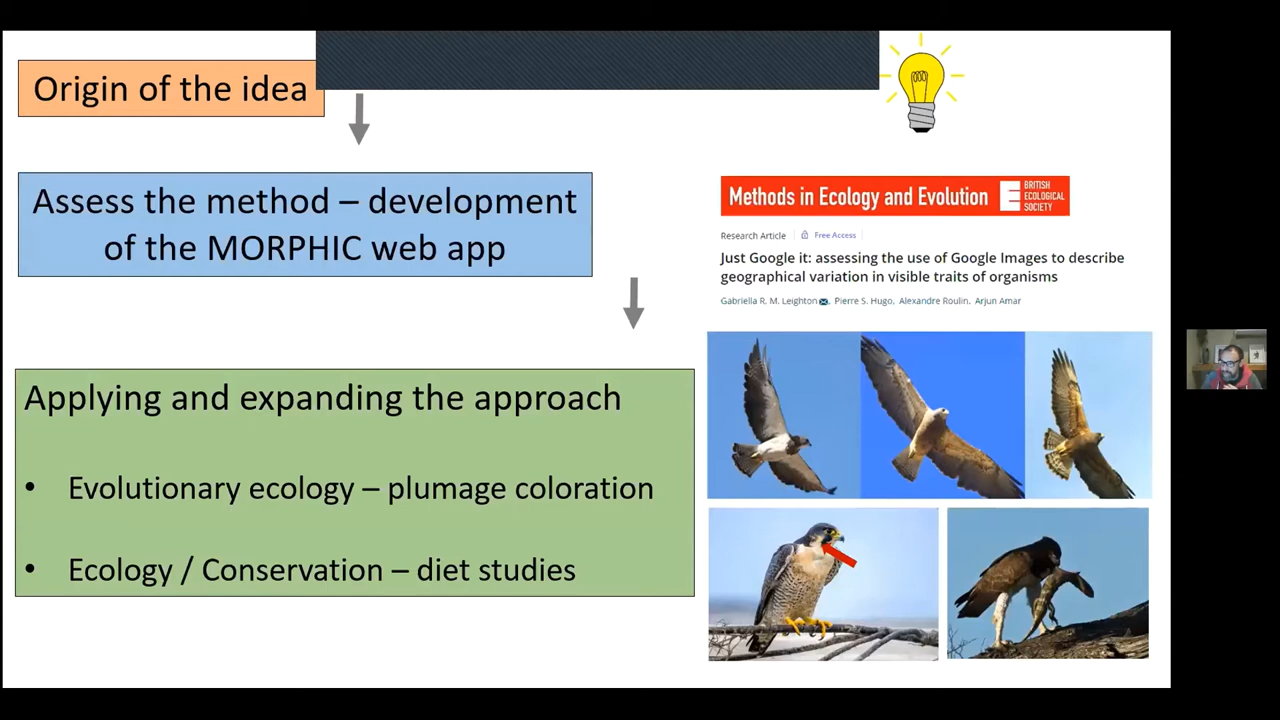 Origin of the idea
Assess the method – development
of the MORPHIC web app
Applying and expanding the approach
• Evolutionary ecology – plumage coloration
• Ecology / Conservation – diet studies
Methods in Ecology and Evolution
BRITISH
ECOLOGICAL
SOCIETY
Research Article
Free Access
Just Google it: assessing the use of Google Images to describe
geographical variation in visible traits of organisms
Gabriella R. M. Leighton, Pierre S. Hugo, Alexandre Roulin, Arjun Amar